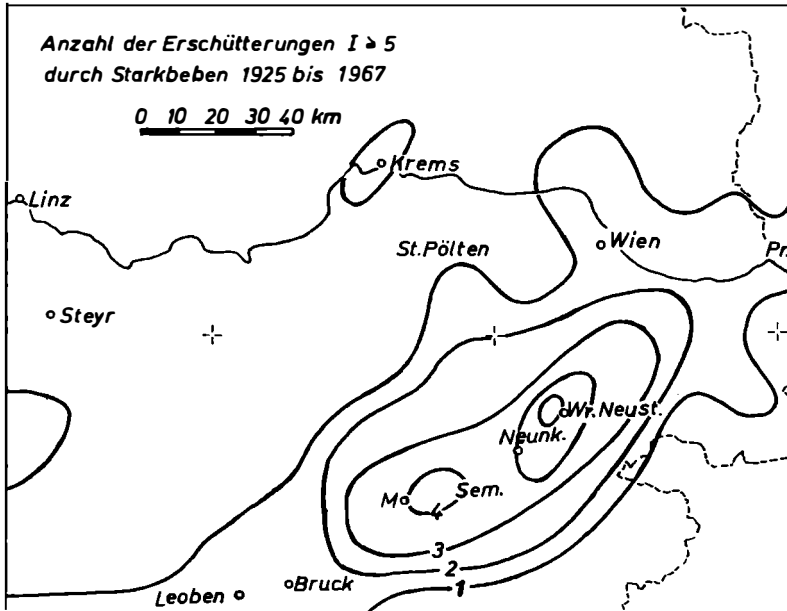 Anzahl der Erschütterungen I ≥ 5
durch Starkbeben 1925 bis 1967
0 10 20 30 40 km
Krems
Linz
Wien
St.Pölten
Pr
Steyr
Wr.Neust.
Neunk.
Sem.
M
4
3
2
1
Bruck
Leoben